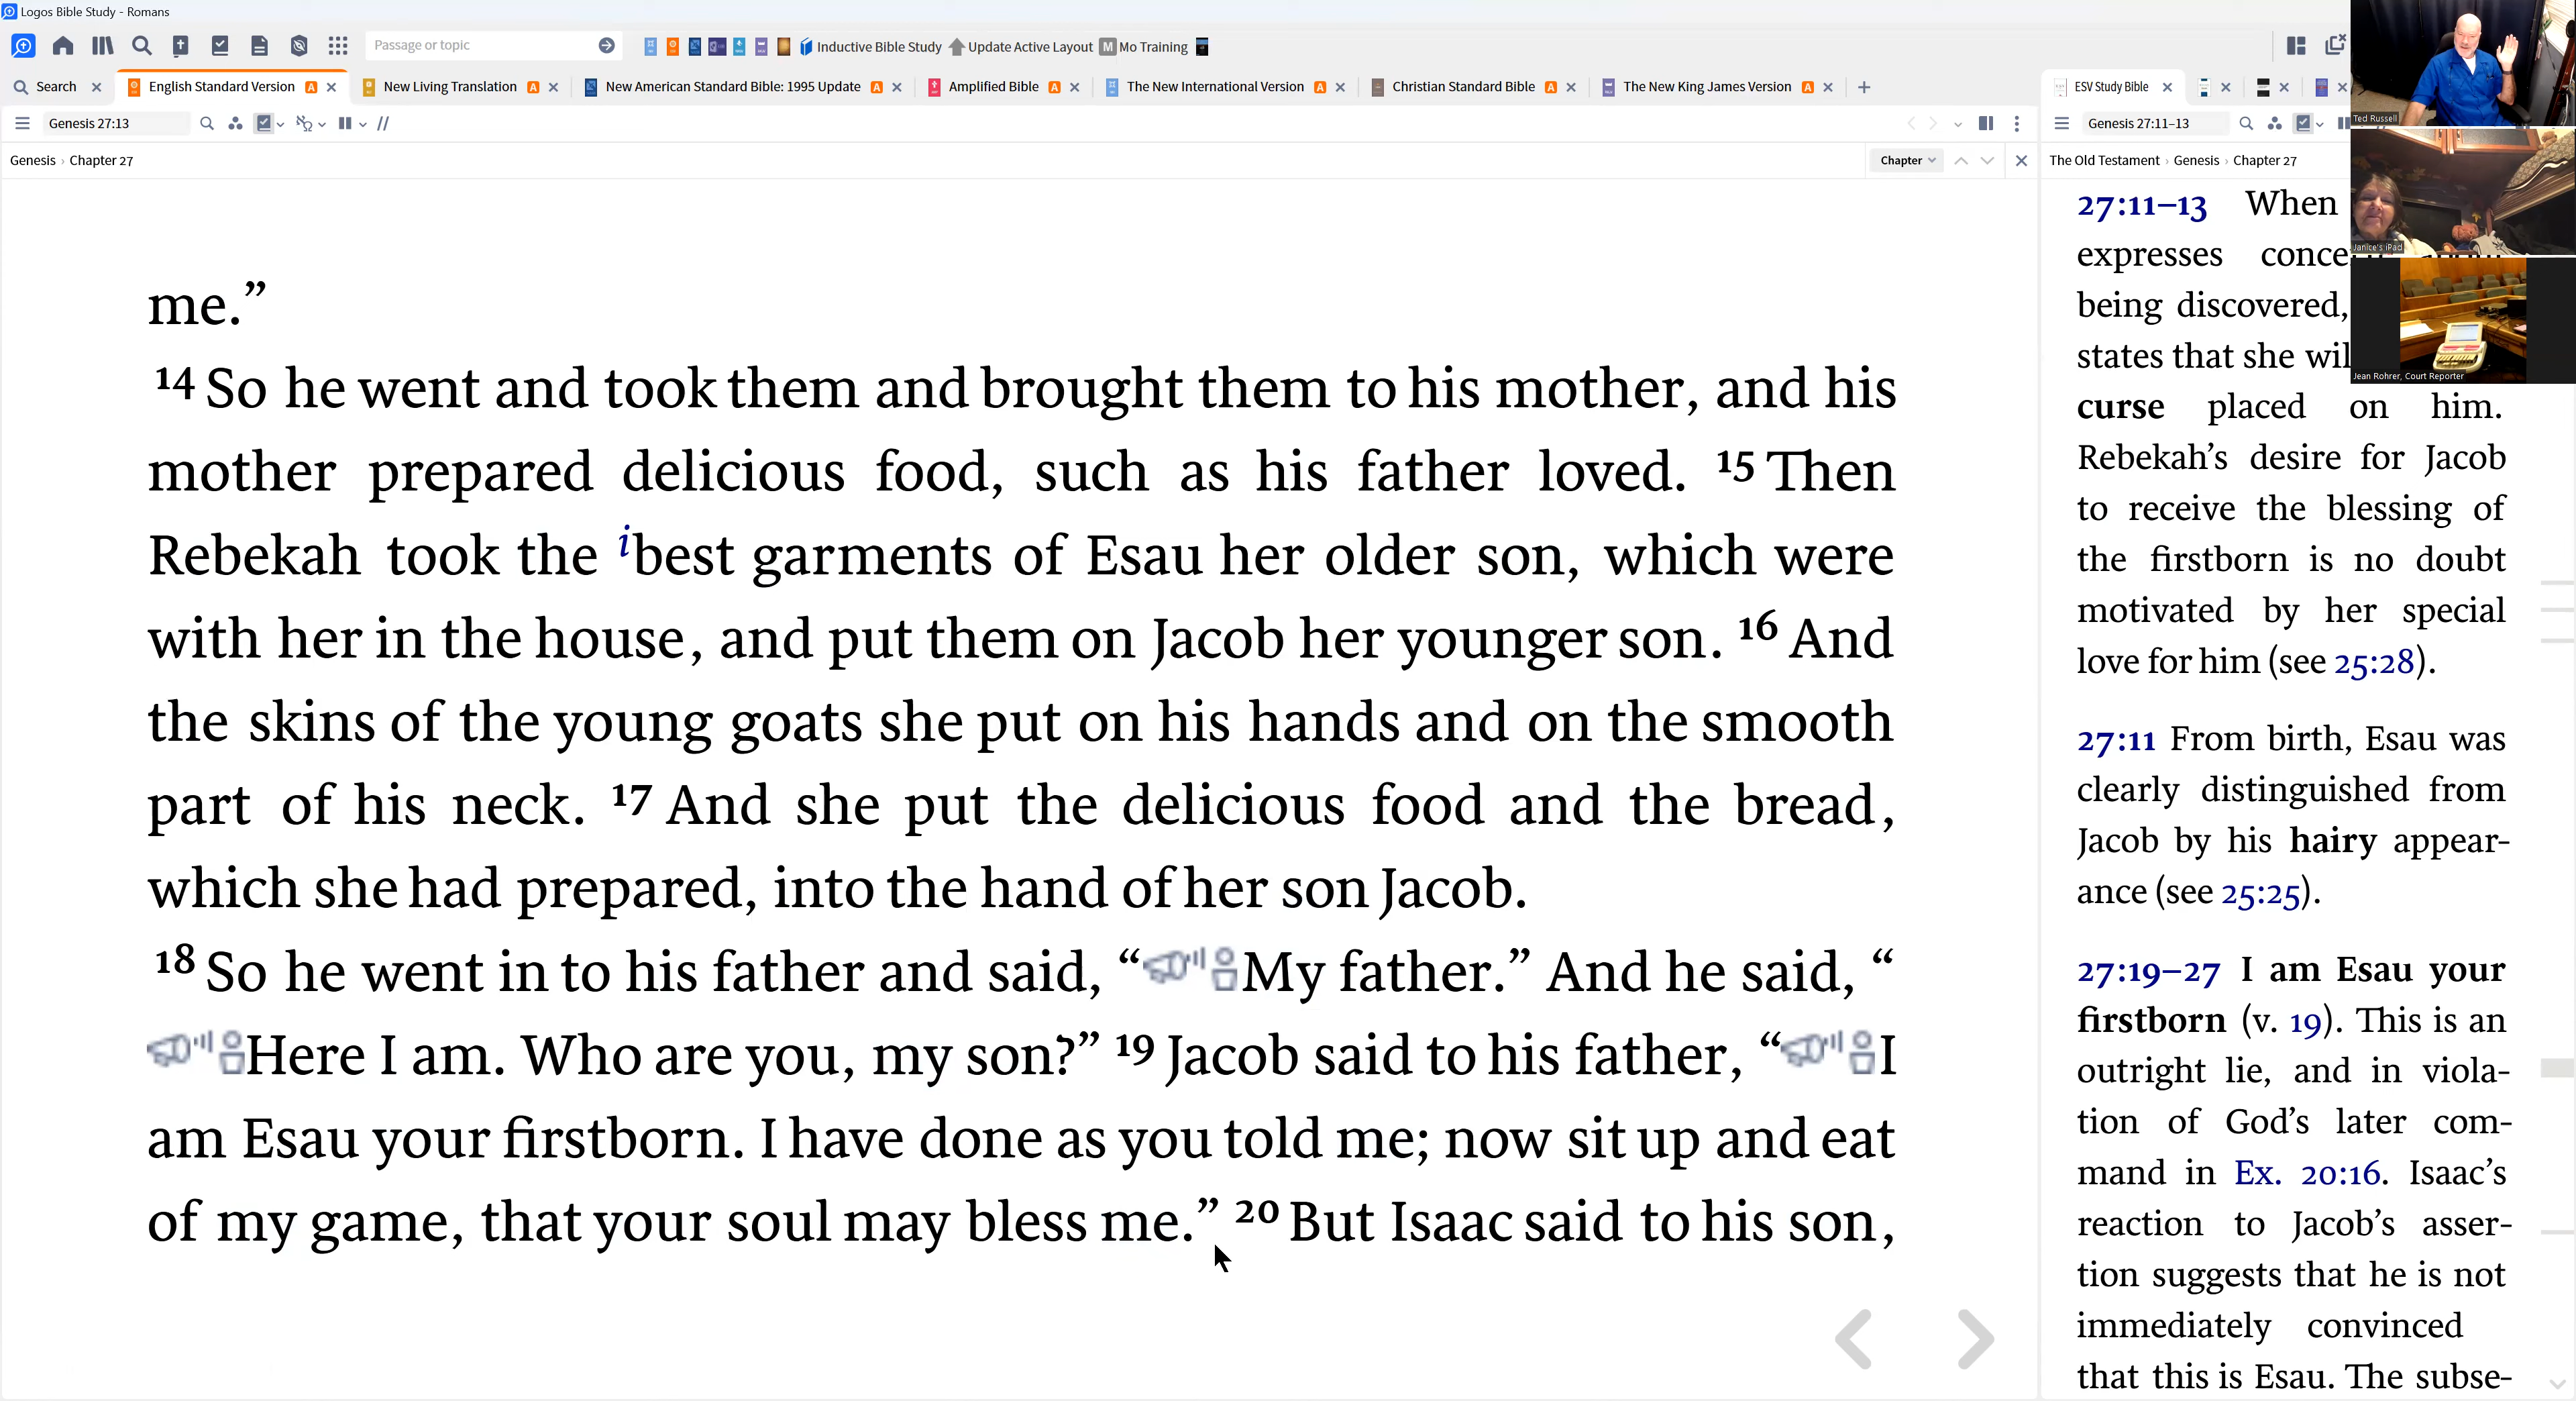 Logos Bible Study - Romans
Passage or topic
Inductive Bible Study
Update Active Layout
M Mo Training
Search
English Standard Version A
New Living Translation A
New American Standard Bible: 1995 Update A
Amplified Bible A
The New International Version A
Christian Standard Bible A
The New King James Version A
Genesis 27:13
Genesis › Chapter 27
Chapter
me.”
14 So he went and took them and brought them to his mother, and his
mother prepared delicious food, such as his father loved. 15 Then
Rebekah took the i best garments of Esau her older son, which were
with her in the house, and put them on Jacob her younger son. 16 And
the skins of the young goats she put on his hands and on the smooth
part of his neck. 17 And she put the delicious food and the bread,
which she had prepared, into the hand of her son Jacob.
18 So he went in to his father and said, “My father.” And he said, “
Here I am. Who are you, my son?” 19 Jacob said to his father, “I
am Esau your firstborn. I have done as you told me; now sit up and eat
of my game, that your soul may bless me.” 20 But Isaac said to his son,
ESV Study Bible
Genesis 27:11–13
The Old Testament › Genesis › Chapter 27
27:11–13 When
expresses
being discovered,
states that she
curse placed on him.
Rebekah’s desire for Jacob
to receive the blessing of
the firstborn is no doubt
motivated by her special
love for him (see 25:28).
27:11 From birth, Esau was
clearly distinguished from
Jacob by his hairy appear-
ance (see 25:25).
27:19–27 I am Esau your
firstborn (v. 19). This is an
outright lie, and in viola-
tion of God’s later com-
mand in Ex. 20:16. Isaac’s
reaction to Jacob’s asser-
tion suggests that he is not
immediately convinced
that this is Esau. The subse-
Ted Russell
Janice's iPad
Jean Rohrer, Court Reporter